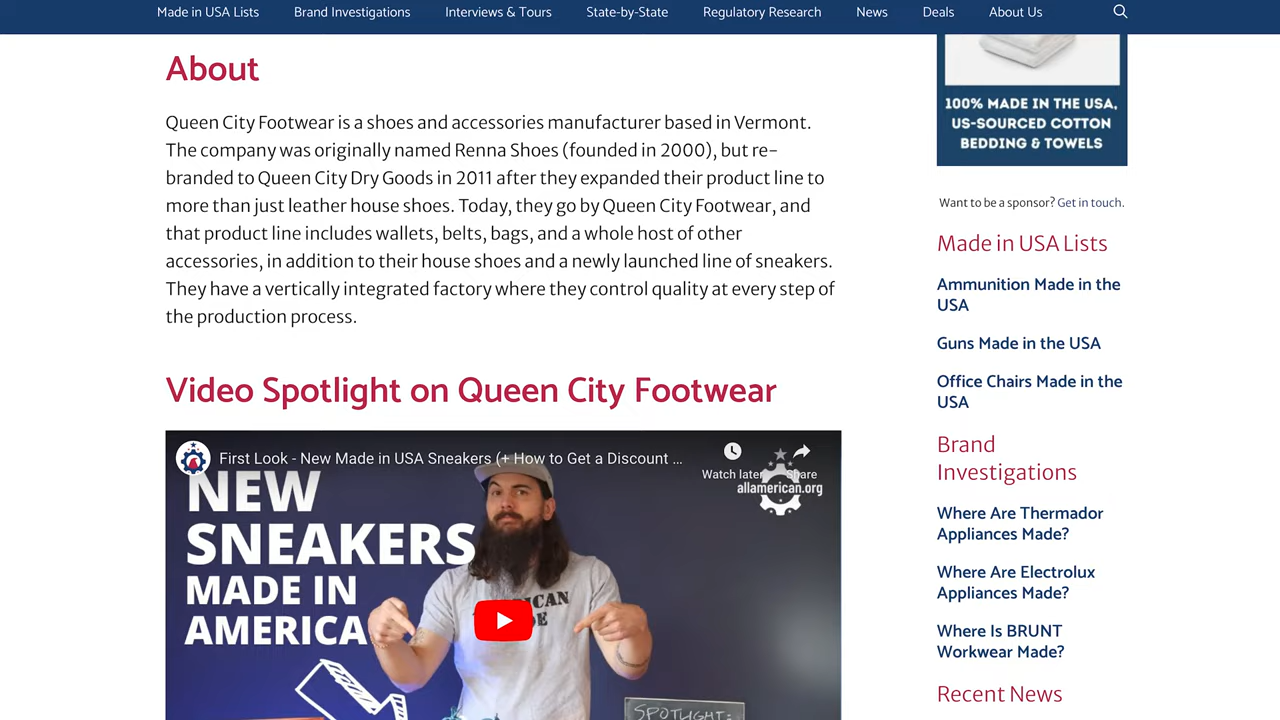 Made in USA Lists
Brand Investigations
Interviews & Tours
State-by-State
Regulatory Research
News
Deals
About Us
About
Queen City Footwear is a shoes and accessories manufacturer based in Vermont.
The company was originally named Renna Shoes (founded in 2000), but re-
branded to Queen City Dry Goods in 2011 after they expanded their product line to
more than just leather house shoes. Today, they go by Queen City Footwear, and
that product line includes wallets, belts, bags, and a whole host of other
accessories, in addition to their house shoes and a newly launched line of sneakers.
They have a vertically integrated factory where they control quality at every step of
the production process.
Video Spotlight on Queen City Footwear
First Look - New Made in USA Sneakers (+ How to Get a Discount ...
Watch later
Share
allamerican.org
NEW
SNEAKERS
MADE IN
AMERICA
SPOTLIGHT:
100% MADE IN THE USA,
US-SOURCED COTTON
BEDDING & TOWELS
Want to be a sponsor? Get in touch.
Made in USA Lists
Ammunition Made in the
USA
Guns Made in the USA
Office Chairs Made in the
USA
Brand
Investigations
Where Are Thermador
Appliances Made?
Where Are Electrolux
Appliances Made?
Where Is BRUNT
Workwear Made?
Recent News